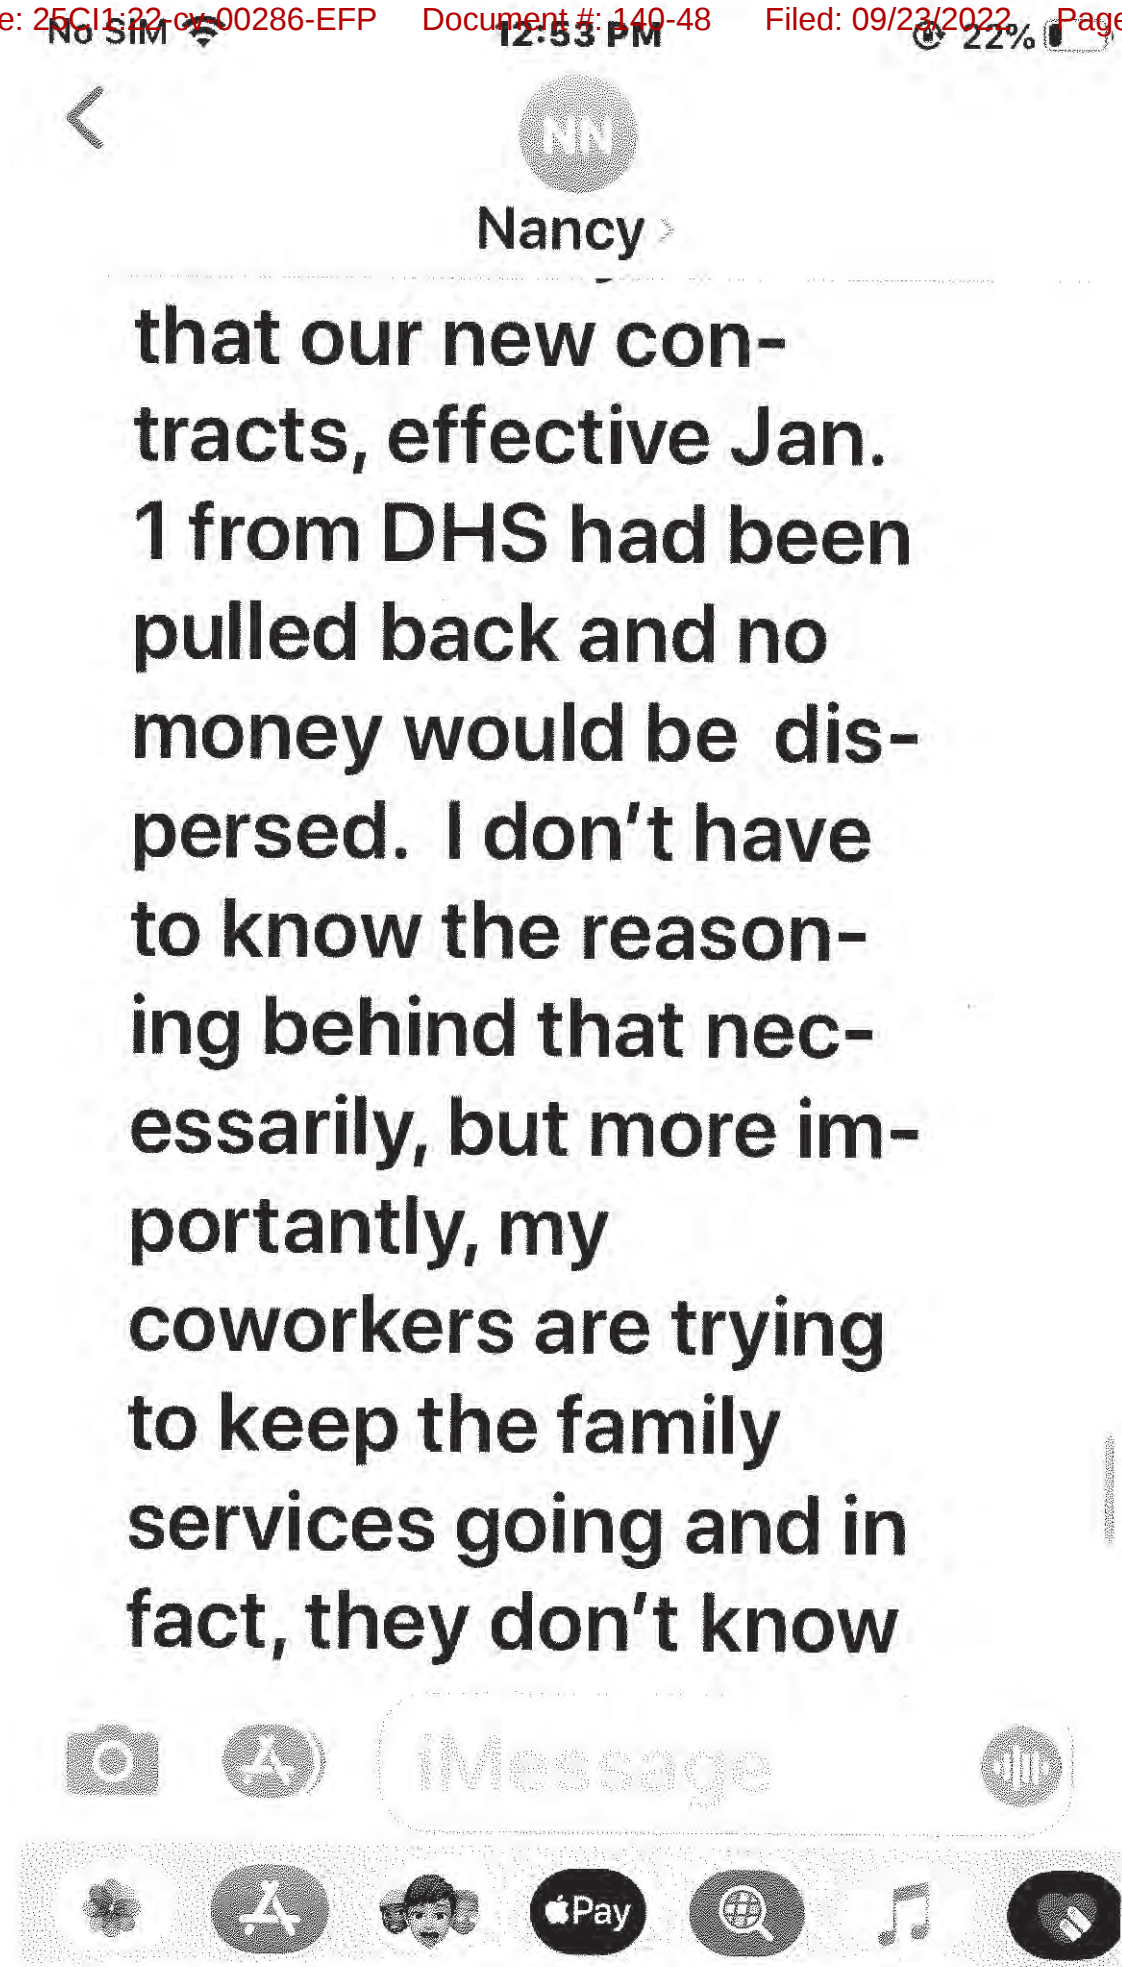 e: 25CI1:22-cv-00286-EFP Document #: 140-48 Filed: 09/23/2022 Page
No SIM 12:53 PM 22%
NN
Nancy
that our new con-
tracts, effective Jan.
1 from DHS had been
pulled back and no
money would be dis-
persed. I don't have
to know the reason-
ing behind that nec-
essarily, but more im-
portantly, my
coworkers are trying
to keep the family
services going and in
fact, they don't know
iMessage
Pay